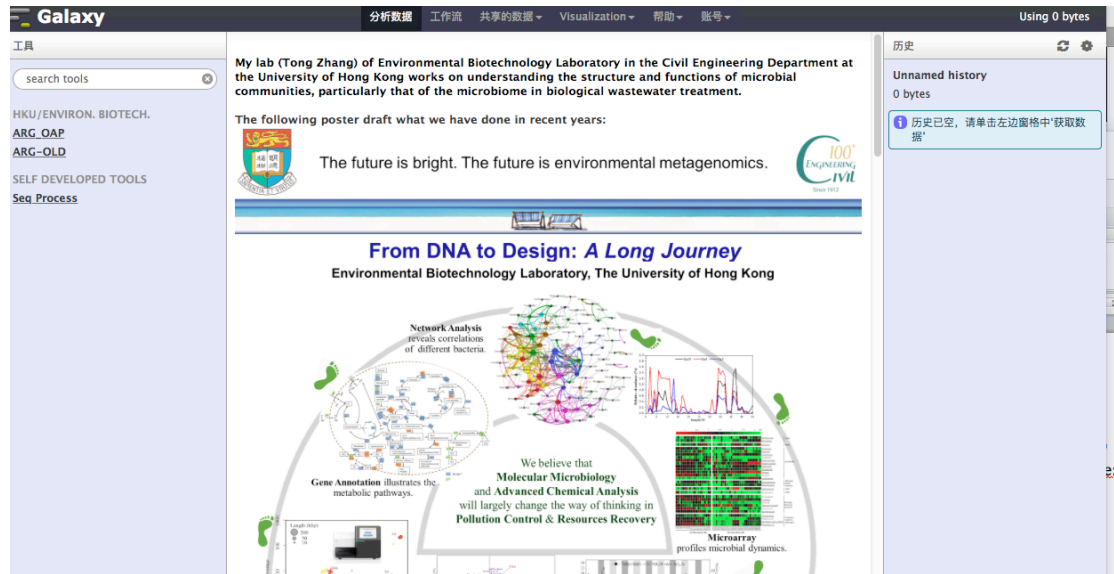 Galaxy
分析数据 工作流 共享的数据 Visualization 帮助 账号
Using 0 bytes
工具
search tools
HKU/ENVIRON. BIOTECH.
ARG_OAP
ARG-OLD
SELF DEVELOPED TOOLS
Seq Process
My lab (Tong Zhang) of Environmental Biotechnology Laboratory in the Civil Engineering Department at
the University of Hong Kong works on understanding the structure and functions of microbial
communities, particularly that of the microbiome in biological wastewater treatment.
The following poster draft what we have done in recent years:
The future is bright. The future is environmental metagenomics.
100°
ENGINEERING
CIVIL
Since 1912
From DNA to Design: A Long Journey
Environmental Biotechnology Laboratory, The University of Hong Kong
Network Analysis
reveals correlations
of different bacteria.
Gene Annotation illustrates the
metabolic pathways.
We believe that
Molecular Microbiology
and Advanced Chemical Analysis
will largely change the way of thinking in
Pollution Control & Resources Recovery
Microarray
profiles microbial dynamics.
历史
Unnamed history
0 bytes
历史已空，请单击左边窗格中'获取数
据'